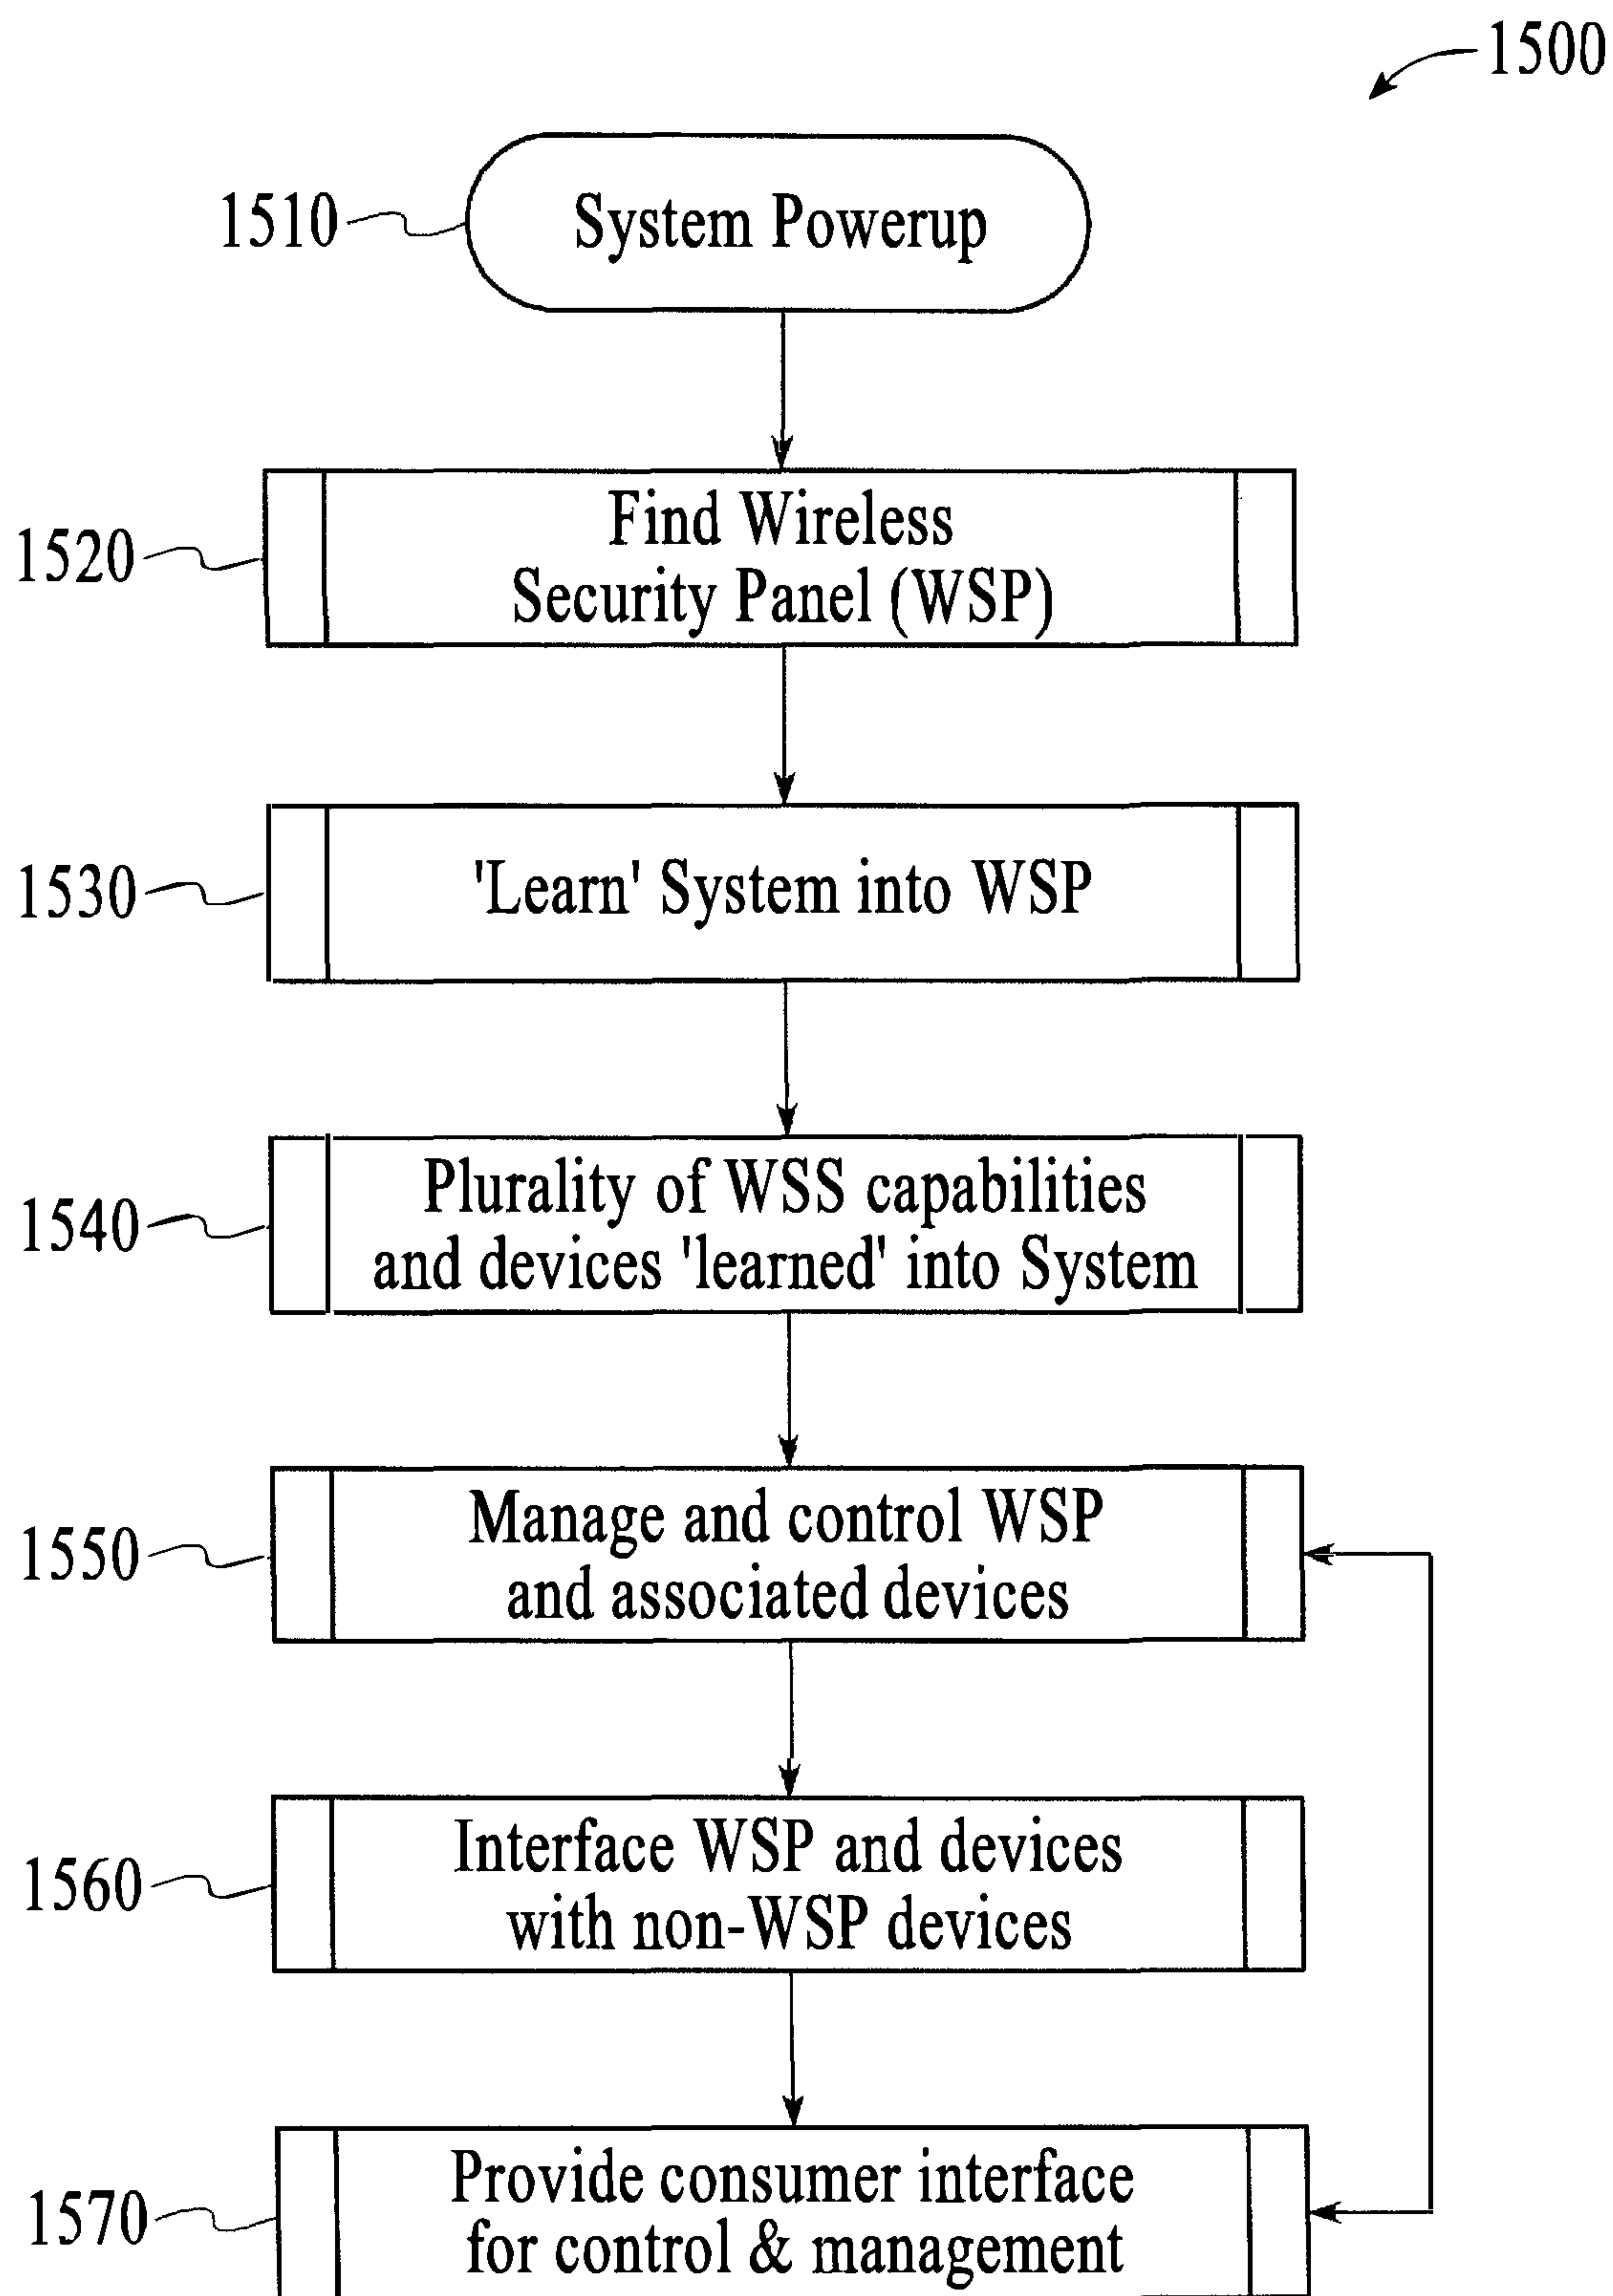 1500
1510
System Powerup
1520
Find Wireless
Security Panel (WSP)
1530
'Learn' System into WSP
1540
Plurality of WSS capabilities
and devices 'learned' into System
1550
Manage and control WSP
and associated devices
1560
Interface WSP and devices
with non-WSP devices
1570
Provide consumer interface
for control & management